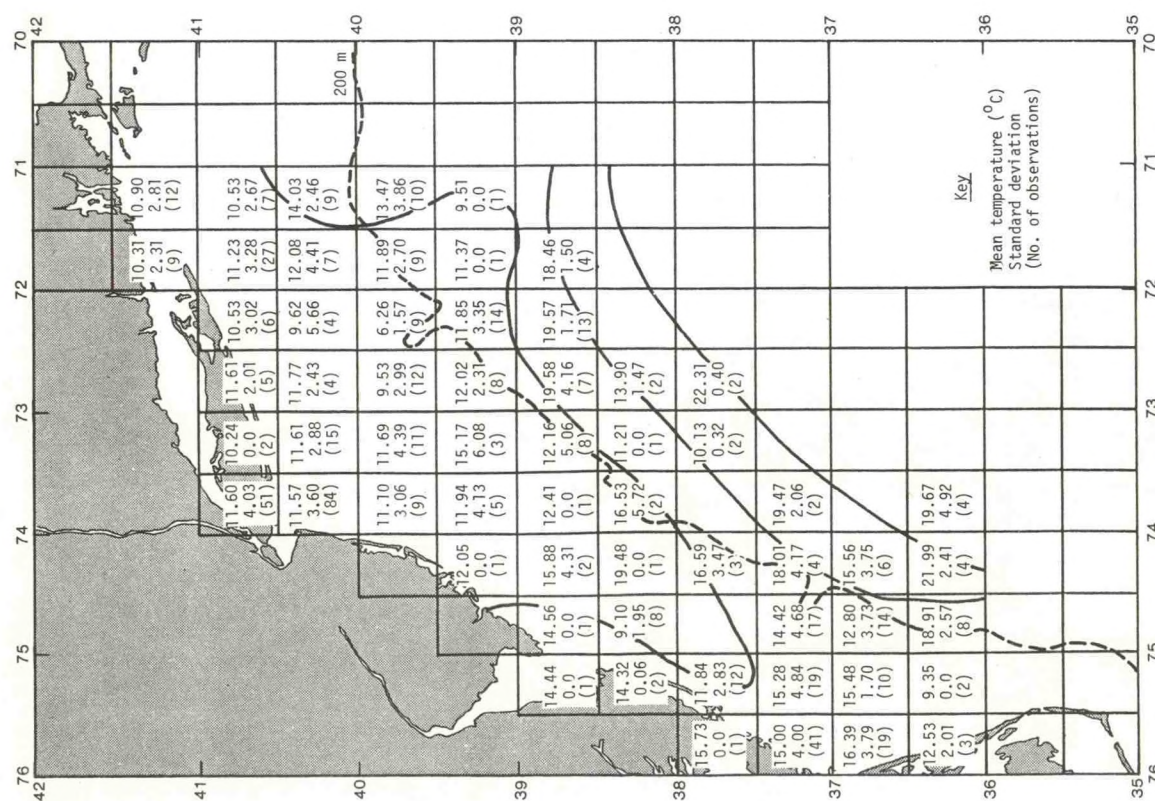 76 75 74 73 72 71 70
42 42
10.31 10.90
2.31 2.81
(9) (12)
41 41
11.60 10.24 11.61 10.53 11.23 10.53
4.03 0.0 2.01 3.02 3.28 2.67
(51) (2) (5) (6) (27) (7)
11.57 11.61 11.77 9.62 12.08 14.03
3.60 2.88 2.43 5.66 4.41 2.46
(84) (15) (4) (4) (7) (9)
200 m
40 40
11.10 11.69 9.53 6.26 11.89 13.47
3.06 4.39 2.99 1.57 2.70 3.86
(9) (11) (12) (9) (9) (10)
12.05 11.94 15.17 12.02 11.85 11.37 9.51
0.0 4.13 6.08 2.31 3.35 0.0 0.0
(1) (5) (3) (8) (14) (1) (1)
39 39
14.44 14.56 15.88 12.41 12.16 19.58 19.57 18.46
0.0 0.0 4.31 0.0 5.06 4.16 1.71 1.50
(1) (1) (2) (1) (8) (7) (13) (4)
14.32 9.10 19.48 16.53 11.21 13.90
0.06 1.95 0.0 5.72 0.0 1.47
(2) (8) (1) (2) (1) (2)
38 38
15.73 11.84 16.59 10.13 22.31
0.0 2.83 3.47 0.32 0.40
(1) (12) (3) (2) (2)
15.00 15.28 14.42 18.01 19.47
4.00 4.84 4.68 4.17 2.06
(41) (19) (17) (4) (2)
37 37
16.39 15.48 12.80 15.56
3.79 1.70 3.73 3.75
(19) (10) (14) (6)
12.53 9.35 18.91 21.99 19.67
2.01 0.0 2.57 2.41 4.92
(3) (2) (8) (4) (4)
36 36
Key
Mean temperature (°C)
Standard deviation
(No. of observations)
35 35
76 75 74 73 72 71 70